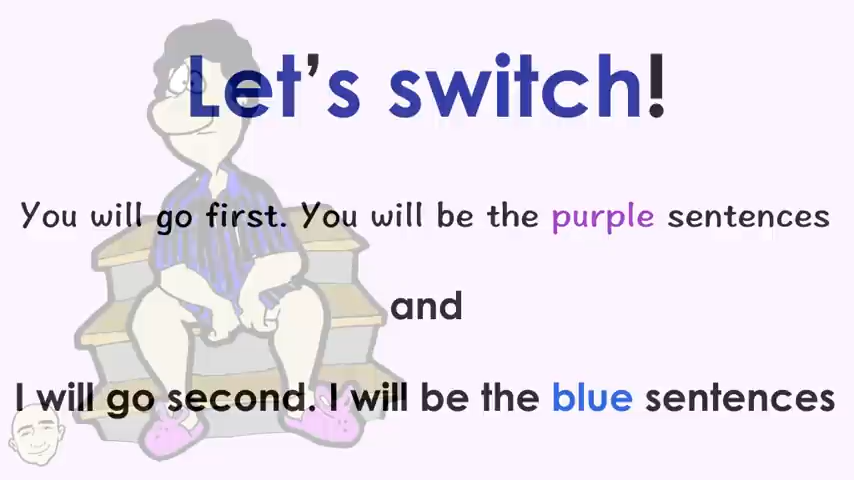 Let’s switch!
You will go first. You will be the purple sentences
and
I will go second. I will be the blue sentences